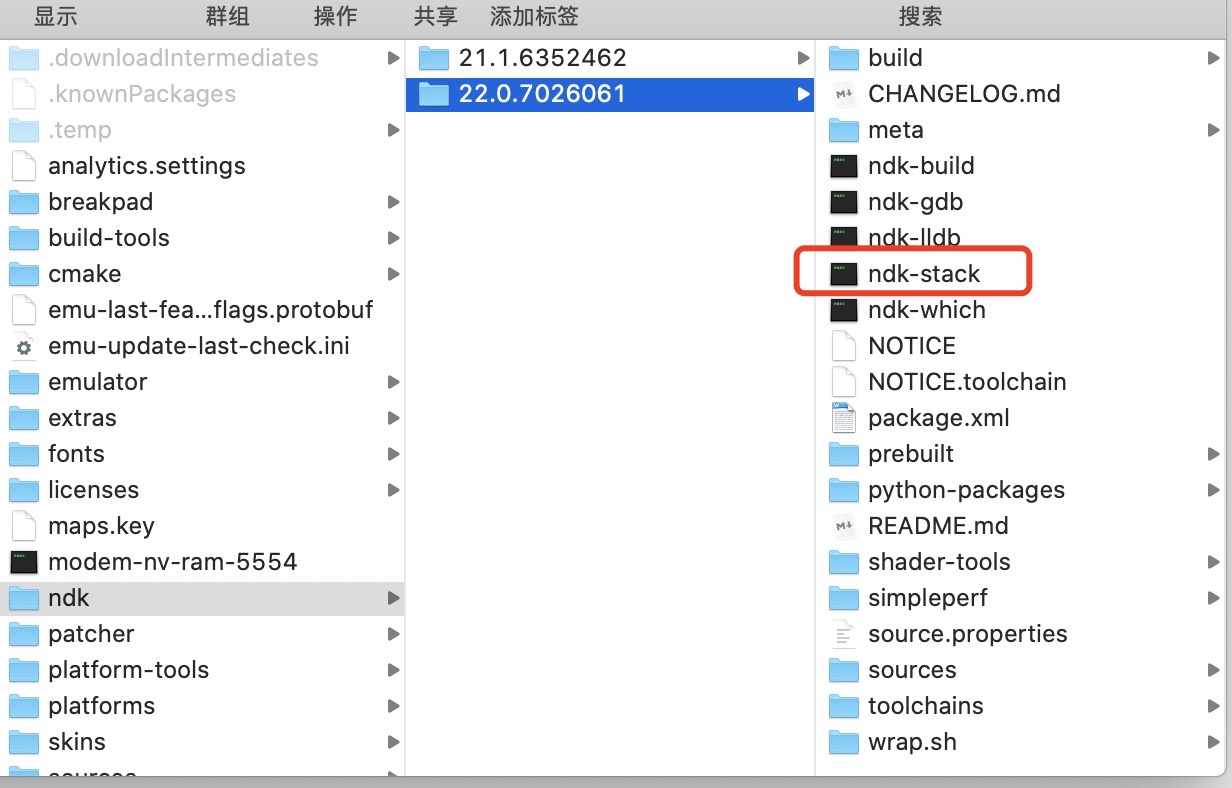 显示 群组 操作 共享 添加标签 搜索
.downloadIntermediates
.knownPackages
.temp
analytics.settings
breakpad
build-tools
cmake
emu-last-fea...flags.protobuf
emu-update-last-check.ini
emulator
extras
fonts
licenses
maps.key
modem-nv-ram-5554
ndk
patcher
platform-tools
platforms
skins
sources
21.1.6352462
22.0.7026061
build
CHANGELOG.md
meta
ndk-build
ndk-gdb
ndk-lldb
ndk-stack
ndk-which
NOTICE
NOTICE.toolchain
package.xml
prebuilt
python-packages
README.md
shader-tools
simpleperf
source.properties
sources
toolchains
wrap.sh